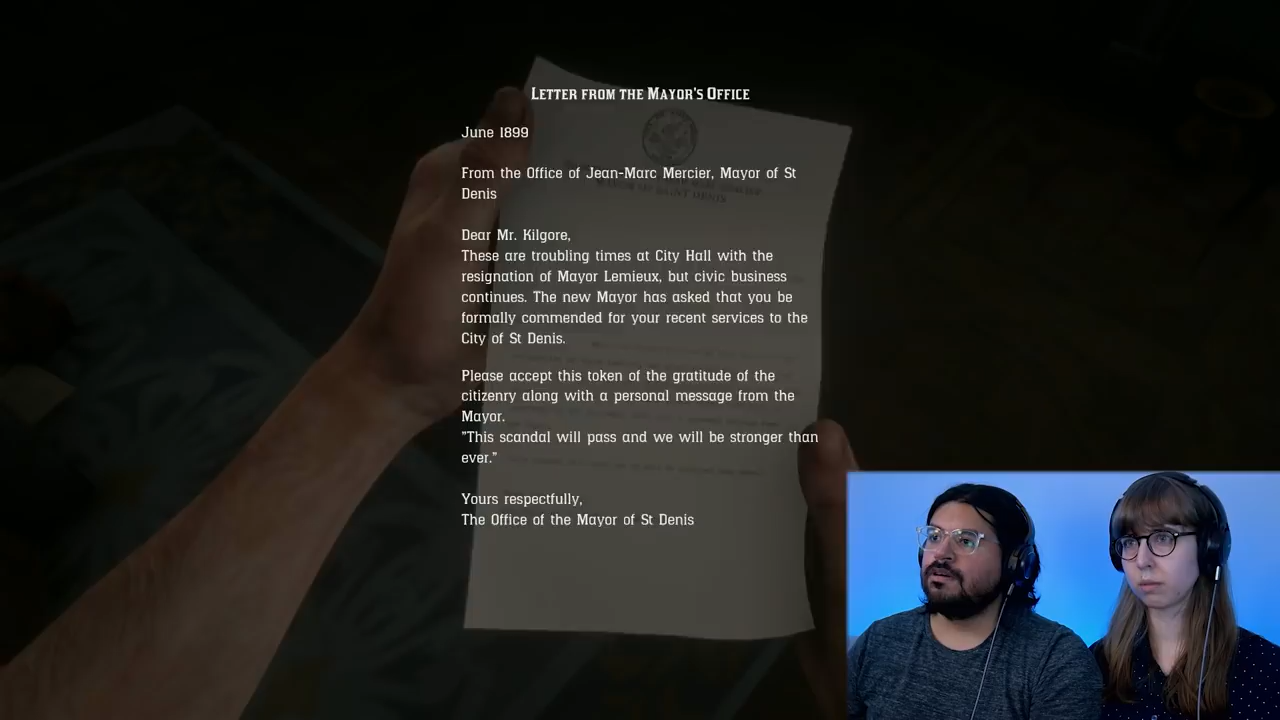 LETTER FROM THE MAYOR'S OFFICE
June 1899
From the Office of Jean-Marc Mercier, Mayor of St
Denis
Dear Mr. Kilgore,
These are troubling times at City Hall with the
resignation of Mayor Lemieux, but civic business
continues. The new Mayor has asked that you be
formally commended for your recent services to the
City of St Denis.
Please accept this token of the gratitude of the
citizenry along with a personal message from the
Mayor.
"This scandal will pass and we will be stronger than
ever."
Yours respectfully,
The Office of the Mayor of St Denis